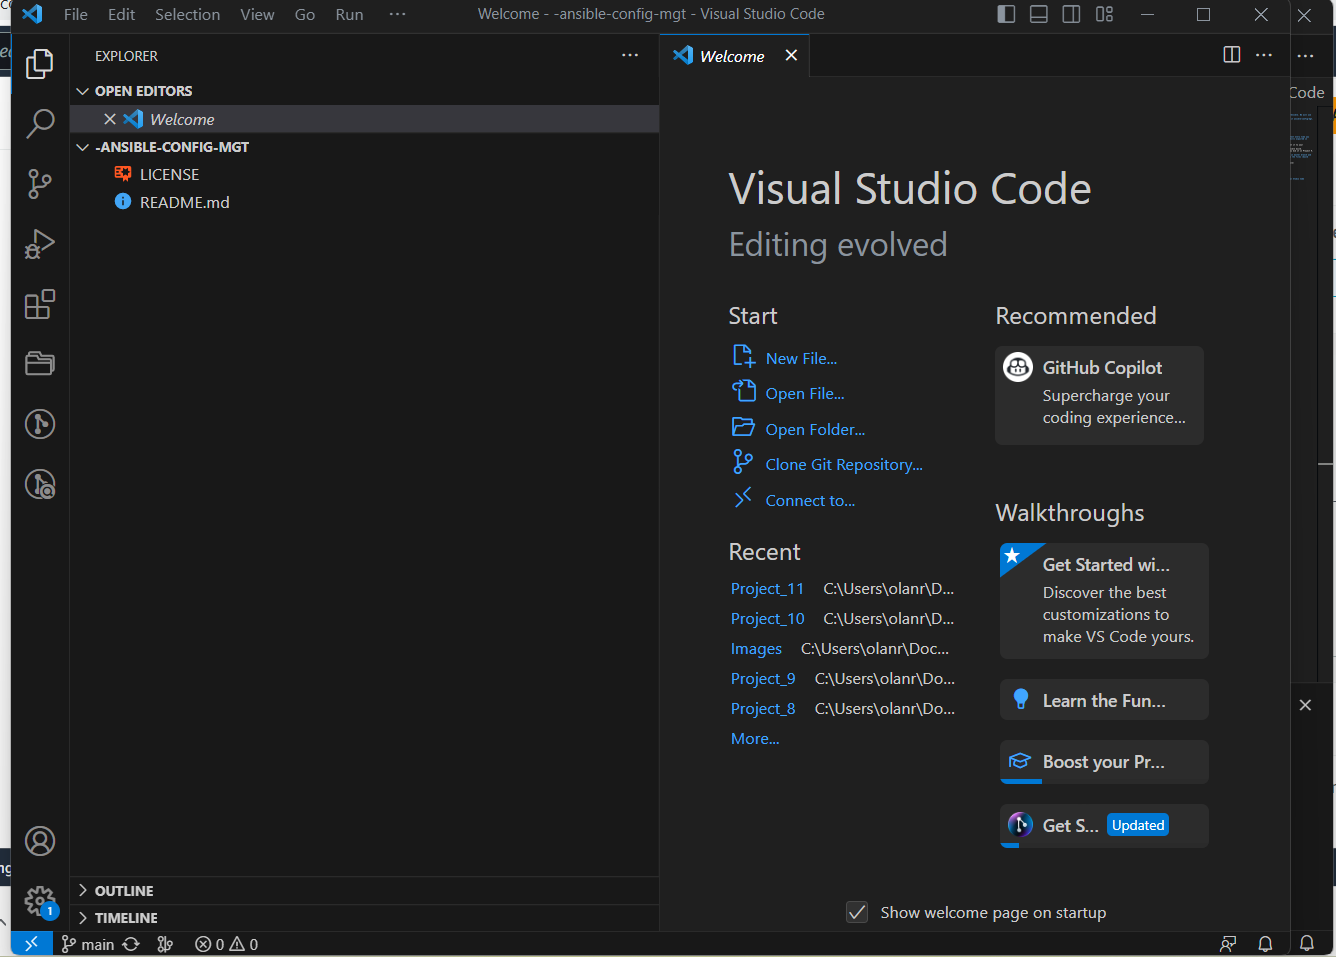 File Edit Selection View Go Run ···
Welcome - -ansible-config-mgt - Visual Studio Code
EXPLORER
OPEN EDITORS
Welcome
-ANSIBLE-CONFIG-MGT
LICENSE
README.md
OUTLINE
TIMELINE
Welcome
Visual Studio Code
Editing evolved
Start
New File...
Open File...
Open Folder...
Clone Git Repository...
Connect to...
Recent
Project_11 C:\Users\olanr\D...
Project_10 C:\Users\olanr\D...
Images C:\Users\olanr\Doc...
Project_9 C:\Users\olanr\Do...
Project_8 C:\Users\olanr\Do...
More...
Recommended
GitHub Copilot
Supercharge your
coding experience...
Walkthroughs
Get Started wi...
Discover the best
customizations to
make VS Code yours.
Learn the Fun...
Boost your Pr...
Get S... Updated
Show welcome page on startup
Code
1
main 0 0